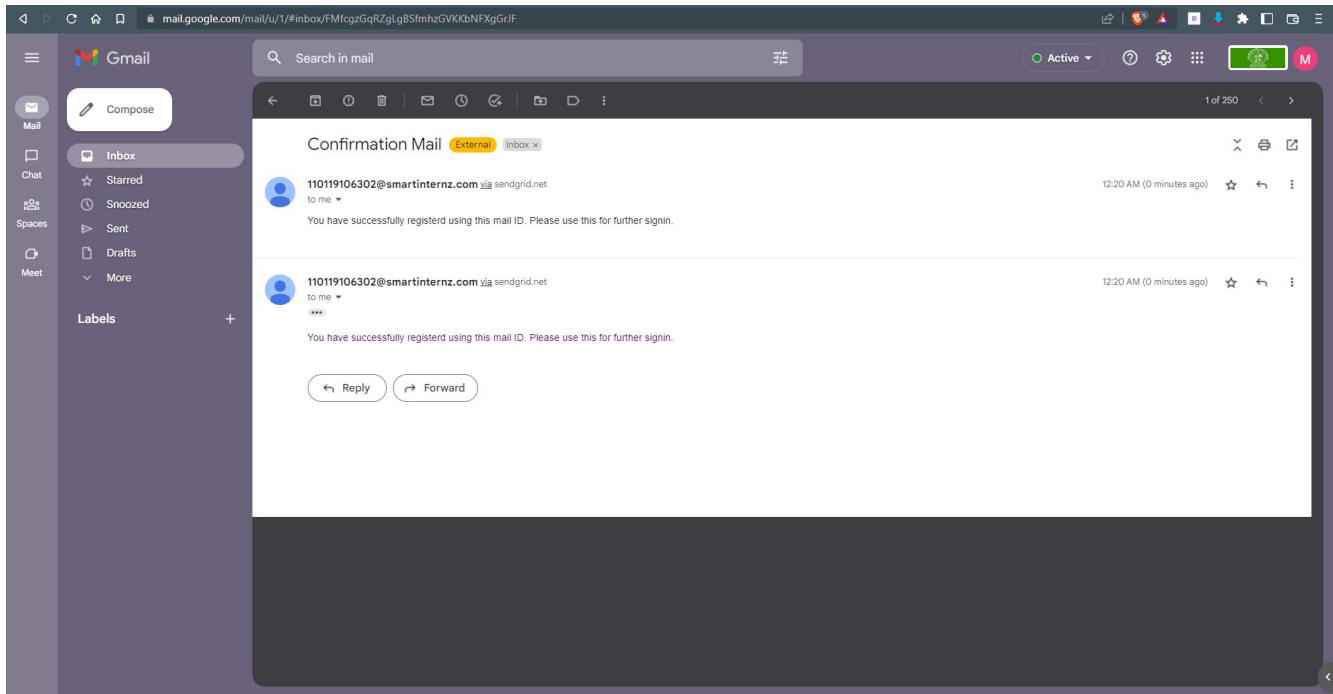 mail.google.com/mail/u/1/#inbox/FMfcgzGqRZgLgBSfmhzGVKKbNFXgGrJF
Gmail
Search in mail
Active
M
Mail
Compose
1 of 250
Inbox
Confirmation Mail External Inbox ×
Chat
Starred
110119106302@smartinternz.com via sendgrid.net
12:20 AM (0 minutes ago)
to me
Snoozed
Spaces
Sent
You have successfully registerd using this mail ID. Please use this for further signin.
Drafts
Meet
More
110119106302@smartinternz.com via sendgrid.net
12:20 AM (0 minutes ago)
to me
Labels +
You have successfully registerd using this mail ID. Please use this for further signin.
Reply
Forward